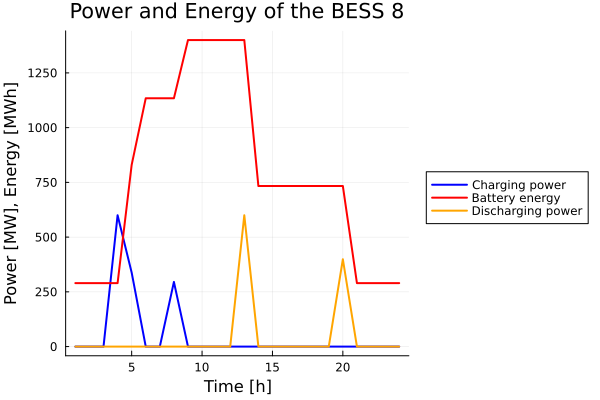 Power and Energy of the BESS 8
Power [MW], Energy [MWh]
1250
1000
750
500
250
0
5
10
15
20
Time [h]
Charging power
Battery energy
Discharging power